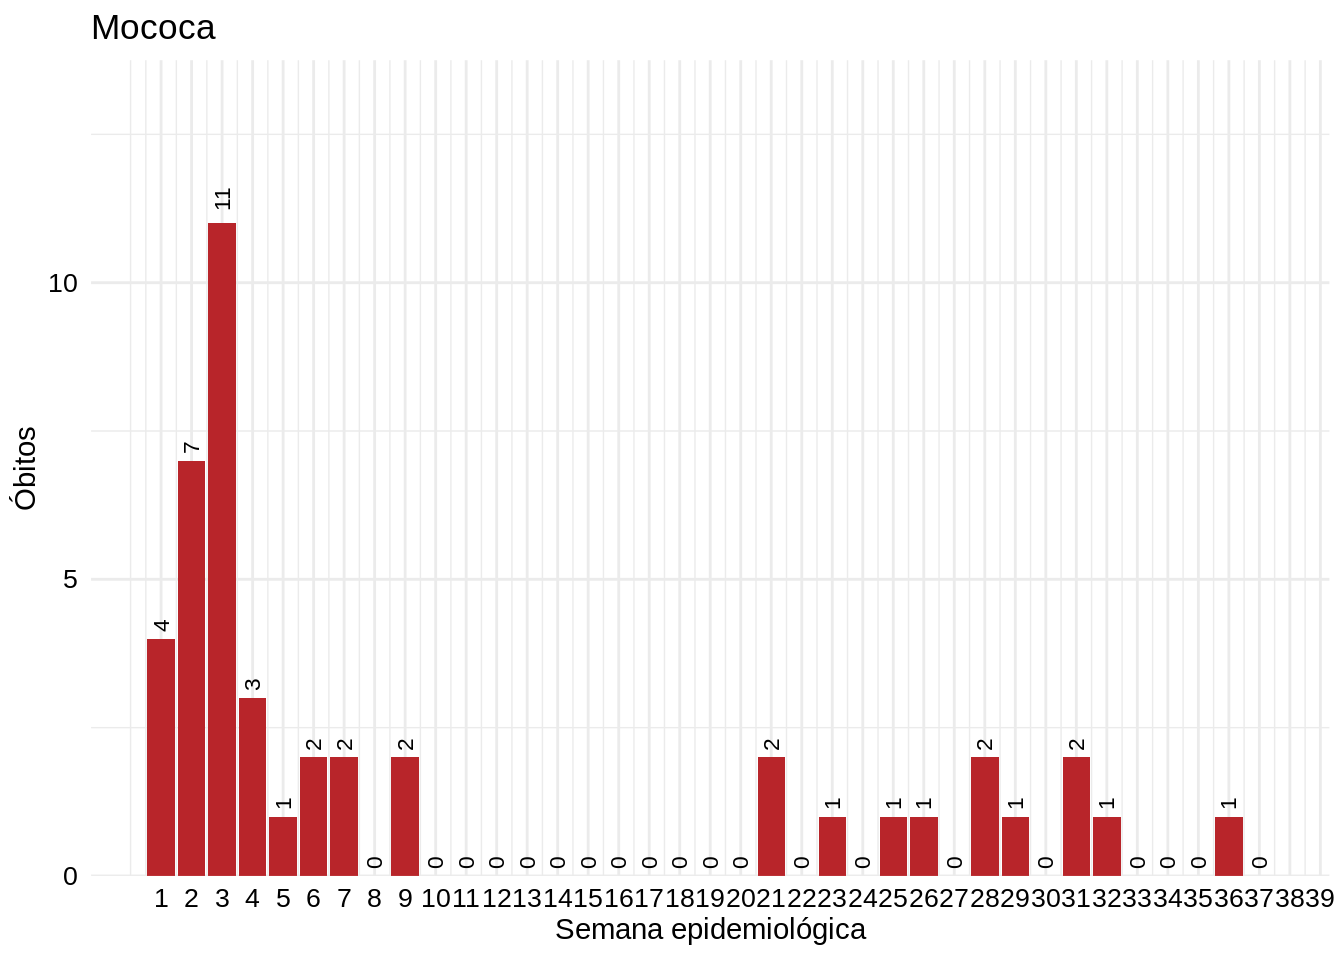 Mococa
Óbitos
10
5
0
4 7 11 3 1 2 2 0 2 0 0 0 0 0 0 0 0 0 0 0 2 0 1 0 1 1 0 2 1 0 2 1 0 0 0 1 0
1 2 3 4 5 6 7 8 9 10 11 12 13 14 15 16 17 18 19 20 21 22 23 24 25 26 27 28 29 30 31 32 33 34 35 36 37 38 39
Semana epidemiológica